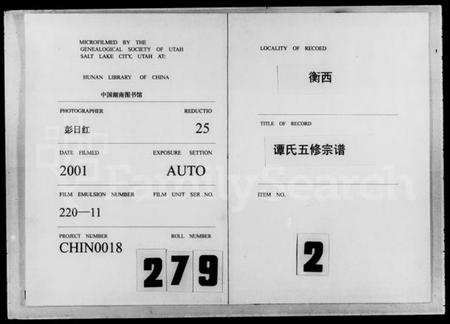 MICROFILMED BY THE
GENEALOGICAL SOCIETY OF UTAH
SALT LAKE CITY, UTAH AT:
HUNAN LIBRARY OF CHINA
中国湖南图书馆
PHOTOGRAPHER REDUCTIO
彭日红 25
DATE FILMED EXPOSURE SETTION
2001 AUTO
FILM EMULSION NUMBER FILM UNIT SER.NO.
220—11
PROJECT NUMBER ROLL NUMBER
CHIN0018 279
LOCALITY OF RECOED
衡西
TITLE OF RECORD
谭氏五修宗谱
ITEM NO.
2
FamilySearch